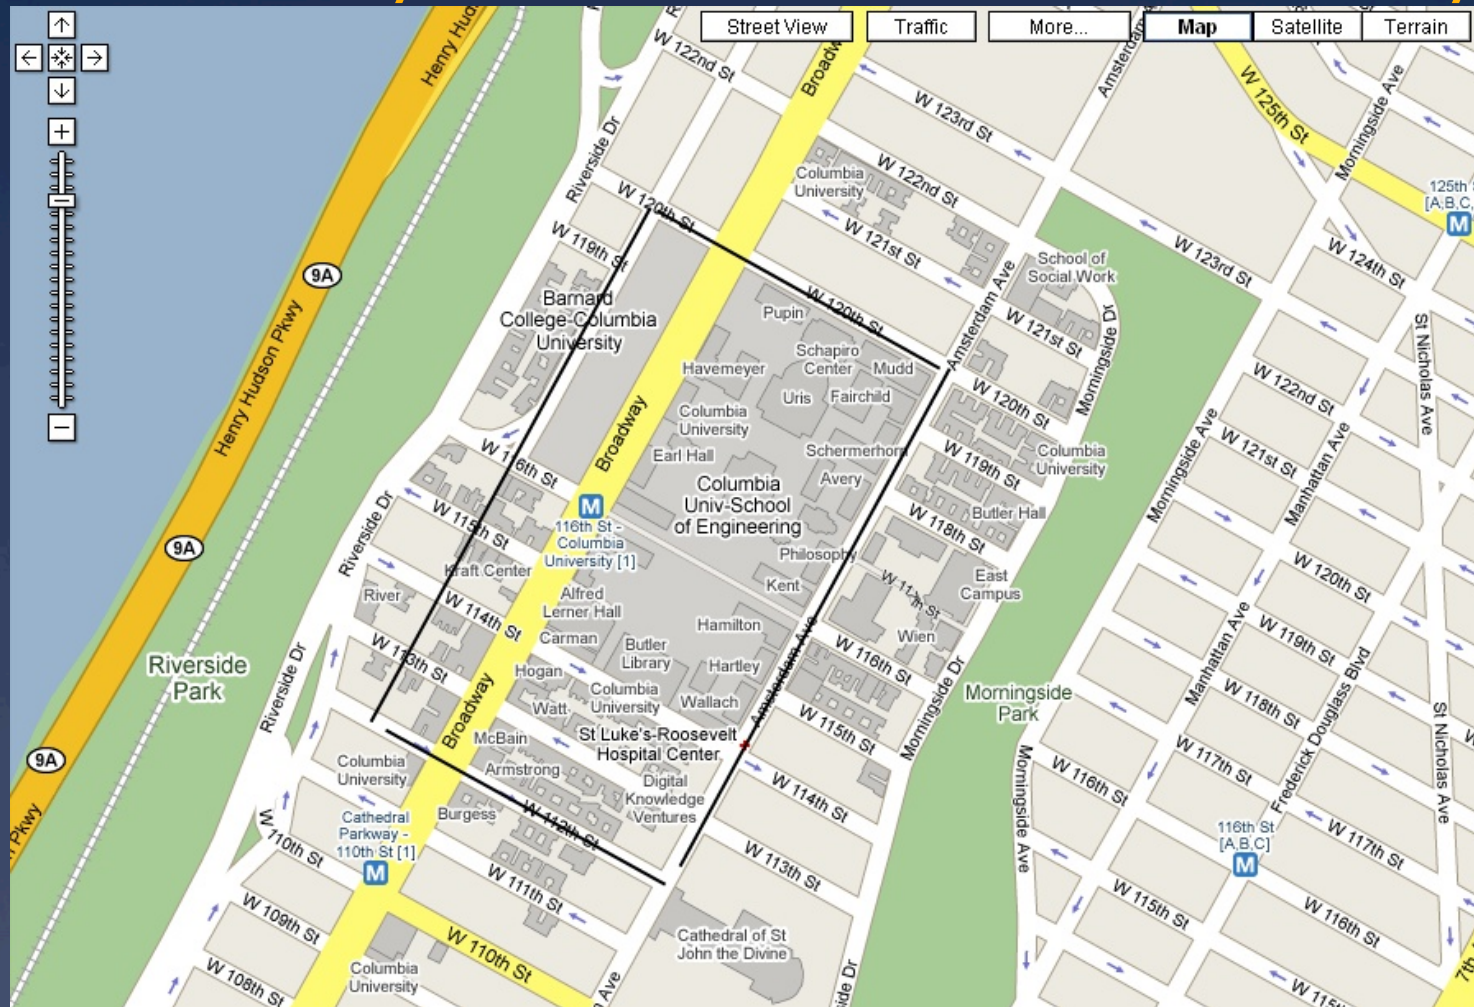 Street View
Traffic
More...
Map
Satellite
Terrain
Henry Hud
W 122nd St
Broadw
Amsterdam
W 123rd St
W 125th St
Morningside Ave
Riverside Dr
Columbia
University
W 122nd St
125th
[A,B,C,
M
W 120th St
W 119th St
W 121st St
W 123rd St
W 124th St
9A
School of
Social Work
Barnard
College-Columbia
University
Pupin
W 120th St
Amsterdam Ave
W 121st St
Morningside Dr
St Nicholas Ave
Henry Hudson Pkwy
Havemeyer
Schapiro
Center
Mudd
Uris
Fairchild
W 120th St
W 122nd St
Columbia
University
Broadway
Earl Hall
Schermerhorn
Avery
W 119th St
Columbia
University
Morningside Ave
W 121st St
Manhattan Ave
W 116th St
Columbia
Univ-School
of Engineering
Butler Hall
W 118th St
M
116th St -
Columbia
University [1]
W 115th St
Riverside Dr
9A
Kraft Center
Philosophy
Kent
W 117th St
East
Campus
W 120th St
River
Alfred
Lerner Hall
W 114th St
Carman
Hamilton
Wien
W 119th St
Manhattan Ave
Butler
Library
Hartley
Amsterdam Ave
W 116th St
W 113th St
Riverside
Park
Riverside Dr
Hogan
Columbia
University
Wallach
Watt
Morningside
Park
Morningside Dr
W 118th St
Frederick Douglass Blvd
St Nicholas Ave
Broadway
McBain
St Luke's-Roosevelt
Hospital Center
W 115th St
W 117th St
9A
Columbia
University
Armstrong
Digital
Knowledge
Ventures
W 114th St
W 116th St
Morningside Ave
Pkwy
Cathedral
Parkway -
110th St [1]
M
Burgess
W 112th St
W 110th St
W 113th St
116th St
[A,B,C]
M
W 117th St
W 111th St
W 109th St
W 110th St
Cathedral of St
John the Divine
W 115th St
W 116th St
W 108th St
Columbia
University
Ave
side Dr
W 115th
7th